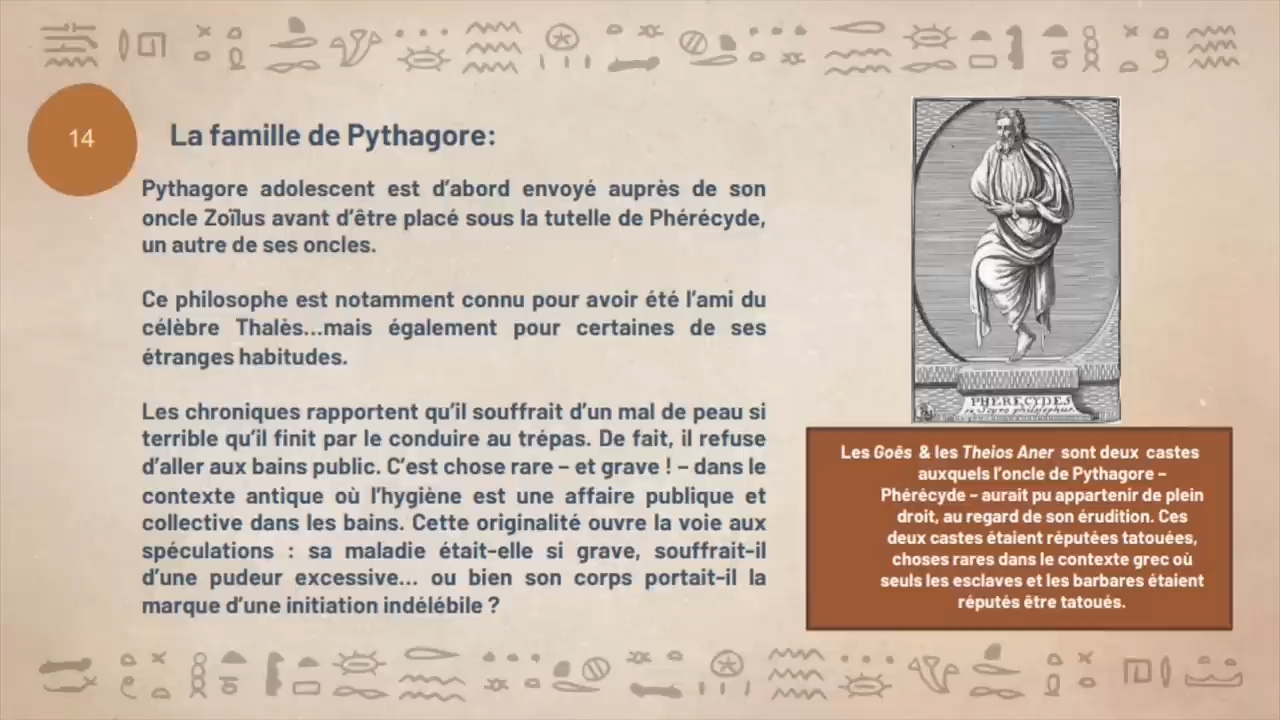 14
La famille de Pythagore:
Pythagore adolescent est d'abord envoyé auprès de son
oncle Zoïlus avant d'être placé sous la tutelle de Phérécyde,
un autre de ses oncles.
Ce philosophe est notamment connu pour avoir été l'ami du
célèbre Thalès...mais également pour certaines de ses
étranges habitudes.
Les chroniques rapportent qu'il souffrait d'un mal de peau si
terrible qu'il finit par le conduire au trépas. De fait, il refuse
d'aller aux bains public. C'est chose rare – et grave ! – dans le
contexte antique où l'hygiène est une affaire publique et
collective dans les bains. Cette originalité ouvre la voie aux
spéculations : sa maladie était-elle si grave, souffrait-il
d'une pudeur excessive... ou bien son corps portait-il la
marque d'une initiation indélébile ?
PHERECYDES
philosophus
Les Goēs & les Theios Aner sont deux castes
auxquels l'oncle de Pythagore –
Phérécyde – aurait pu appartenir de plein
droit, au regard de son érudition. Ces
deux castes étaient réputées tatouées,
choses rares dans le contexte grec où
seuls les esclaves et les barbares étaient
réputés être tatoués.